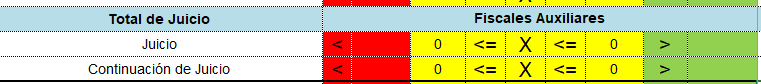 Total de Juicio Fiscales Auxiliares
Juicio < 0 <= X <= 0 >
Continuación de Juicio < 0 <= X <= 0 >